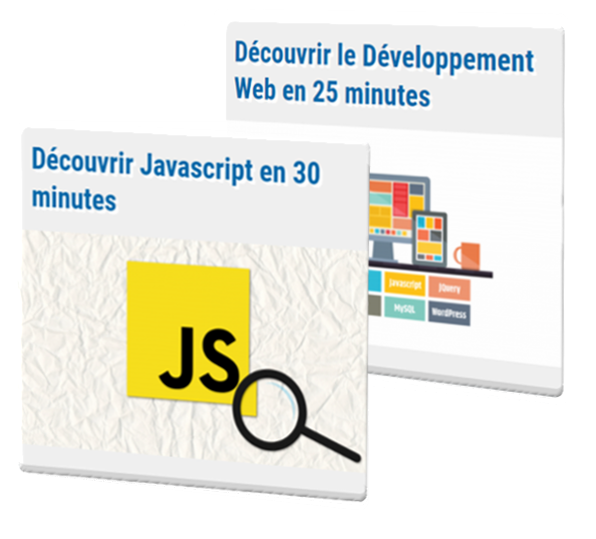 Découvrir le Développement
Web en 25 minutes
Javascript
JQuery
MySQL
WordPress
Découvrir Javascript en 30
minutes
JS